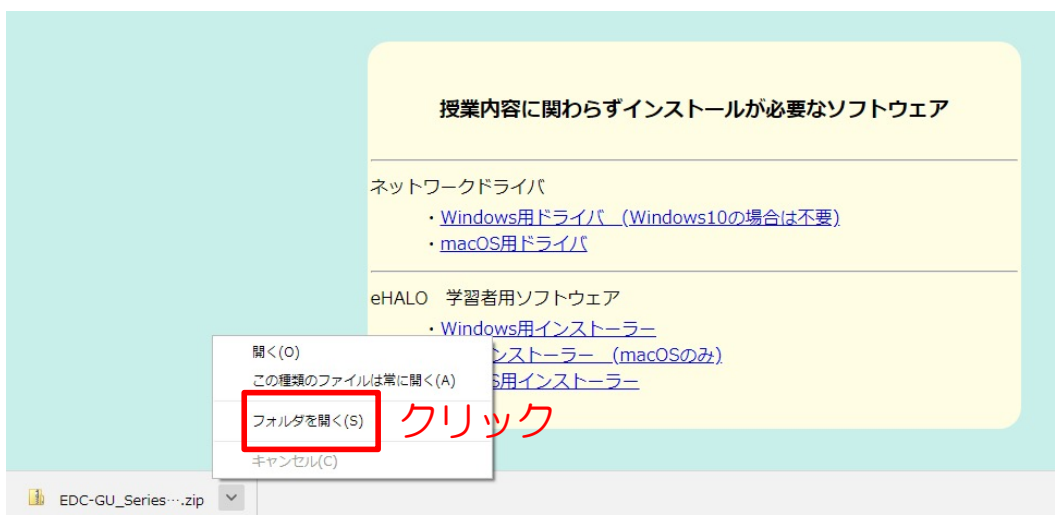 授業内容に関わらずインストールが必要なソフトウェア
ネットワークドライバ
・Windows用ドライバ (Windows10の場合は不要)
・macOS用ドライバ
eHALO 学習者用ソフトウェア
・Windows用インストーラー
ンストーラー (macOSのみ)
S用インストーラー
開く(O)
この種類のファイルは常に開く(A)
フォルダを開く(S)
クリック
キャンセル(C)
EDC-GU_Series….zip